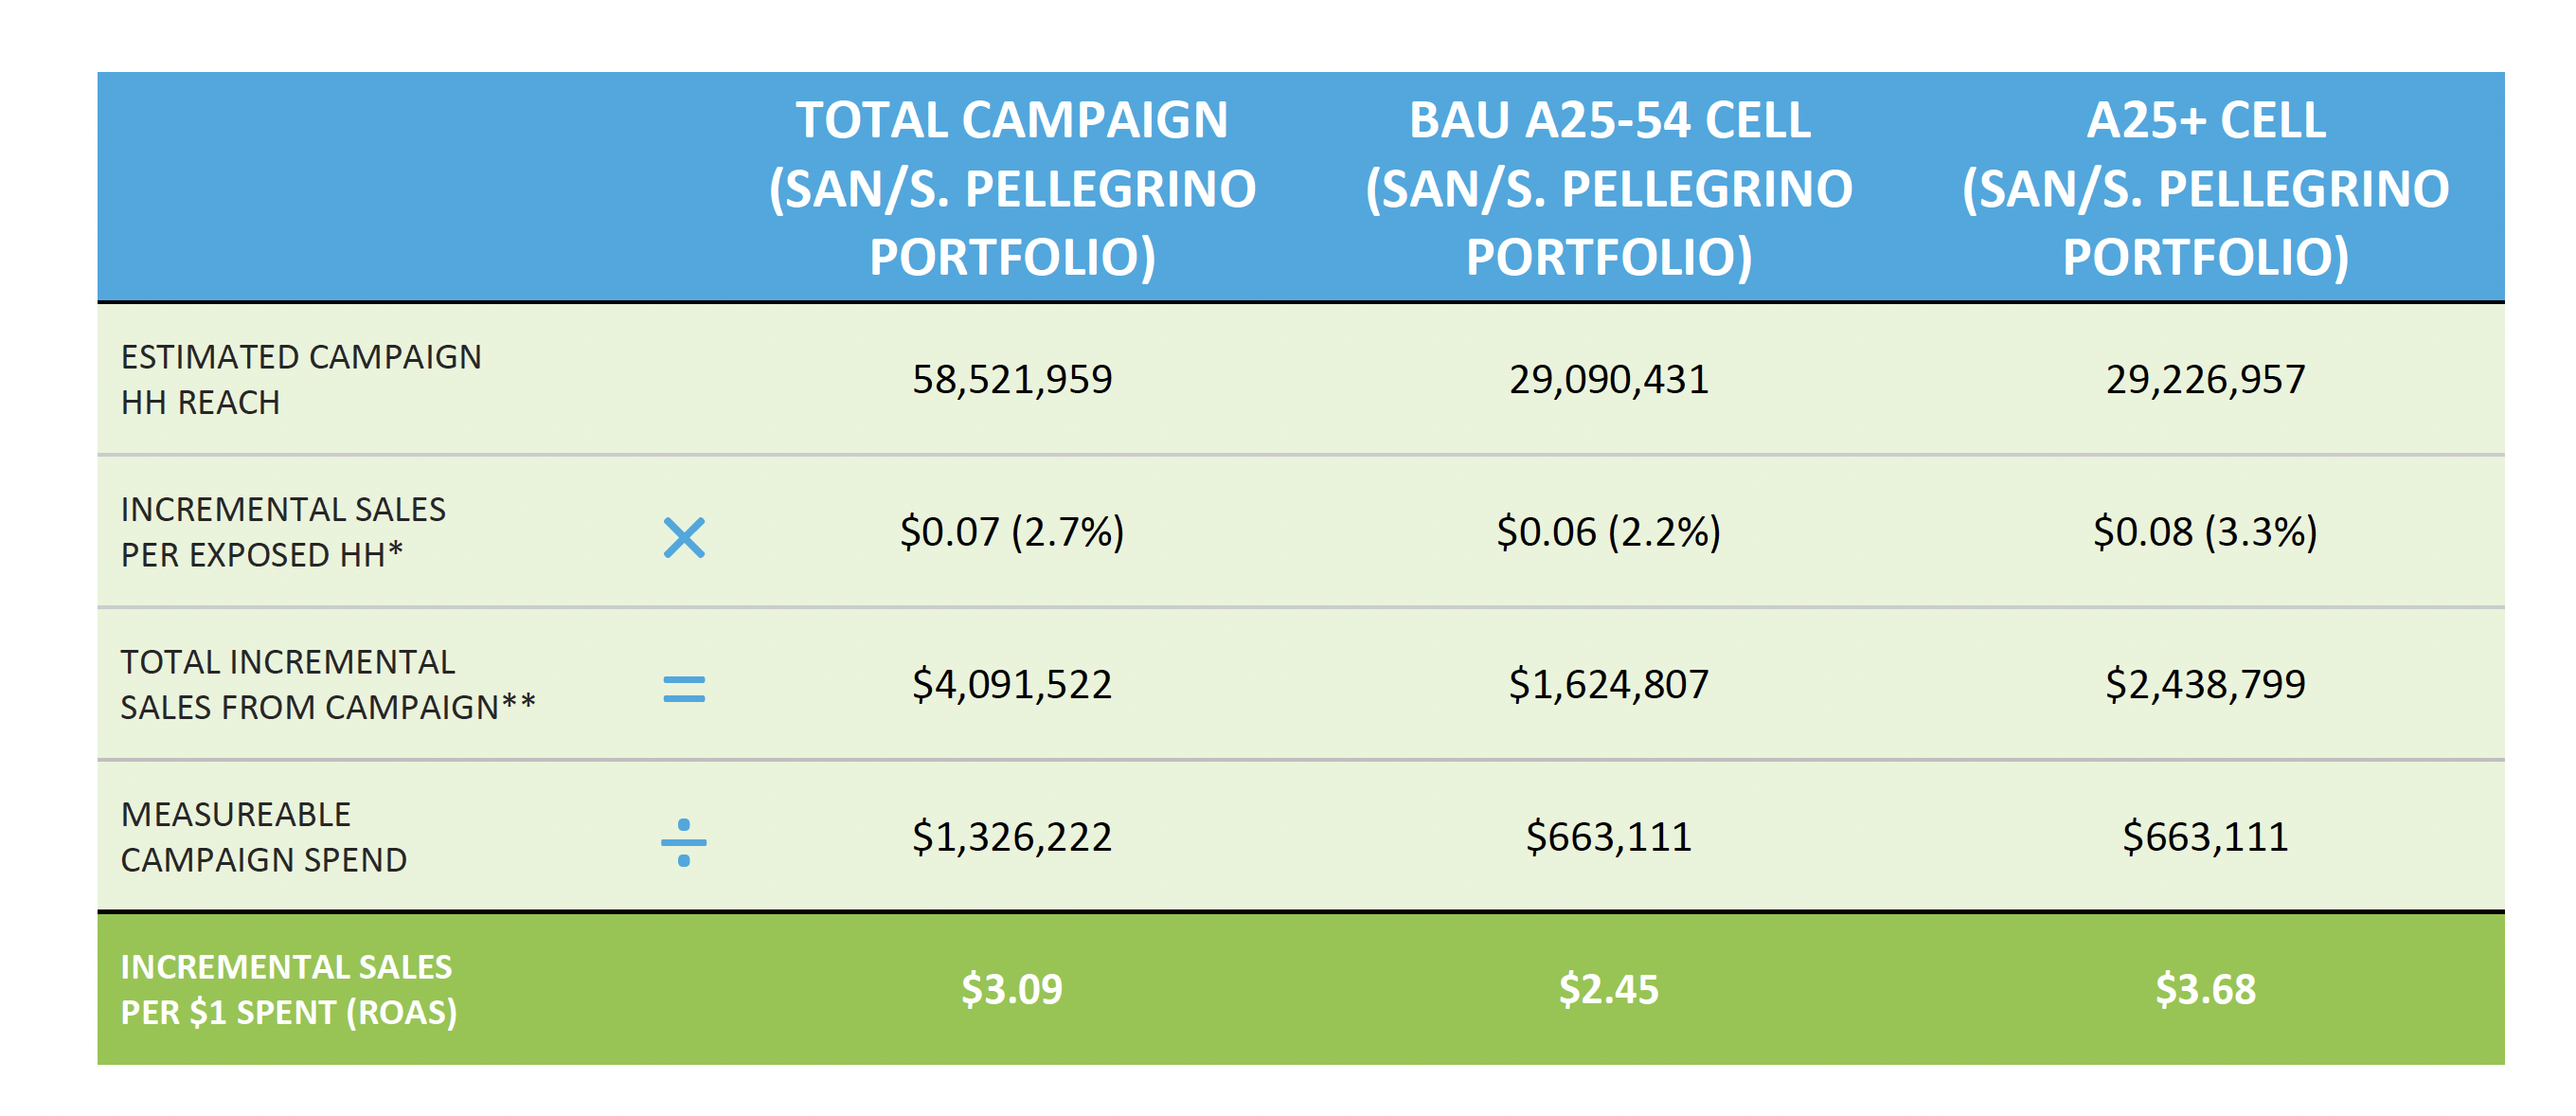 TOTAL CAMPAIGN
(SAN/S. PELLEGRINO
PORTFOLIO)
BAU A25-54 CELL
(SAN/S. PELLEGRINO
PORTFOLIO)
A25+ CELL
(SAN/S. PELLEGRINO
PORTFOLIO)
ESTIMATED CAMPAIGN
HH REACH
58,521,959
29,090,431
29,226,957
INCREMENTAL SALES
PER EXPOSED HH*
×
$0.07 (2.7%)
$0.06 (2.2%)
$0.08 (3.3%)
TOTAL INCREMENTAL
SALES FROM CAMPAIGN**
=
$4,091,522
$1,624,807
$2,438,799
MEASUREABLE
CAMPAIGN SPEND
÷
$1,326,222
$663,111
$663,111
INCREMENTAL SALES
PER $1 SPENT (ROAS)
$3.09
$2.45
$3.68